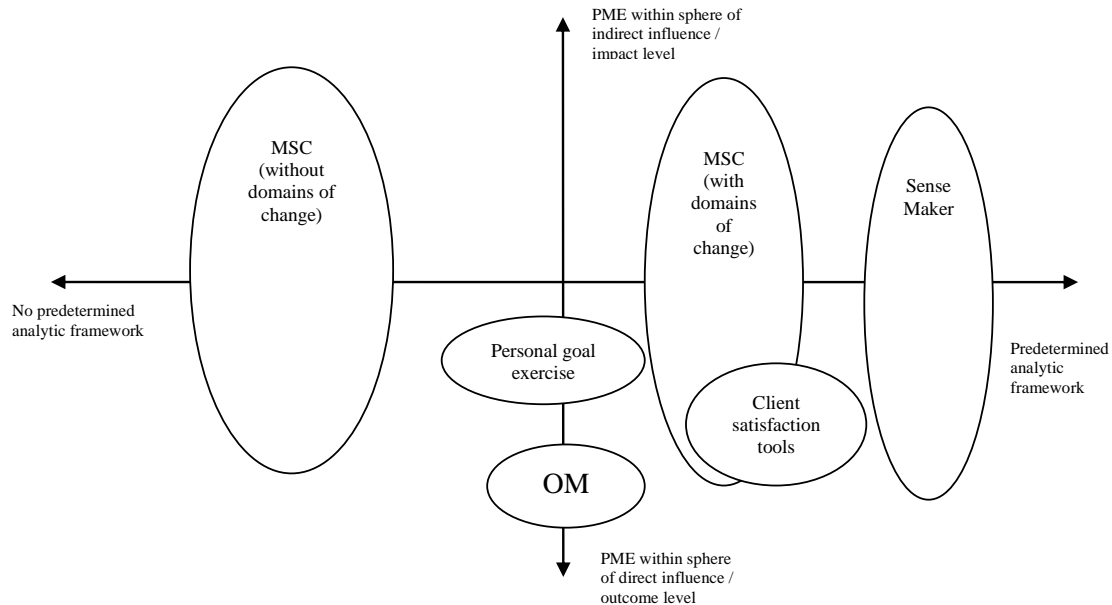 PME within sphere of
indirect influence /
impact level
MSC
(without
domains of
change)
MSC
(with
domains
of
change)
Sense
Maker
No predetermined
analytic framework
Predetermined
analytic
framework
Personal goal
exercise
Client
satisfaction
tools
OM
PME within sphere
of direct influence /
outcome level